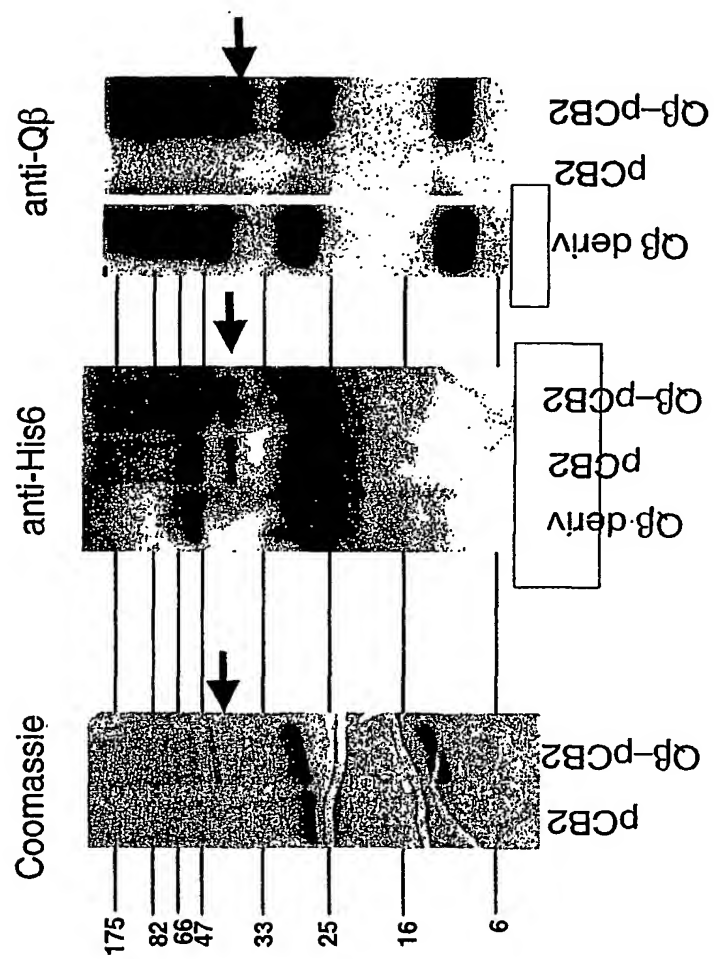 Coomassie
anti-His6
anti-Qβ
175
82
66
47
33
25
16
6
pCB2
Qβ–pCB2
Qβ deriv
pCB2
Qβ–pCB2
Qβ deriv
pCB2
Qβ–pCB2